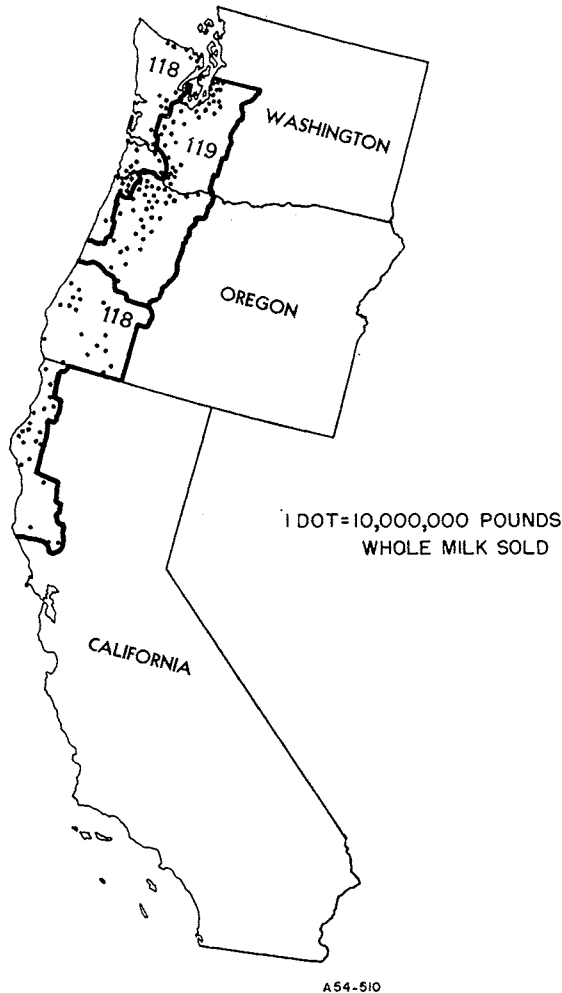 118
WASHINGTON
119
OREGON
118
1 DOT=10,000,000 POUNDS
WHOLE MILK SOLD
CALIFORNIA
A54-510